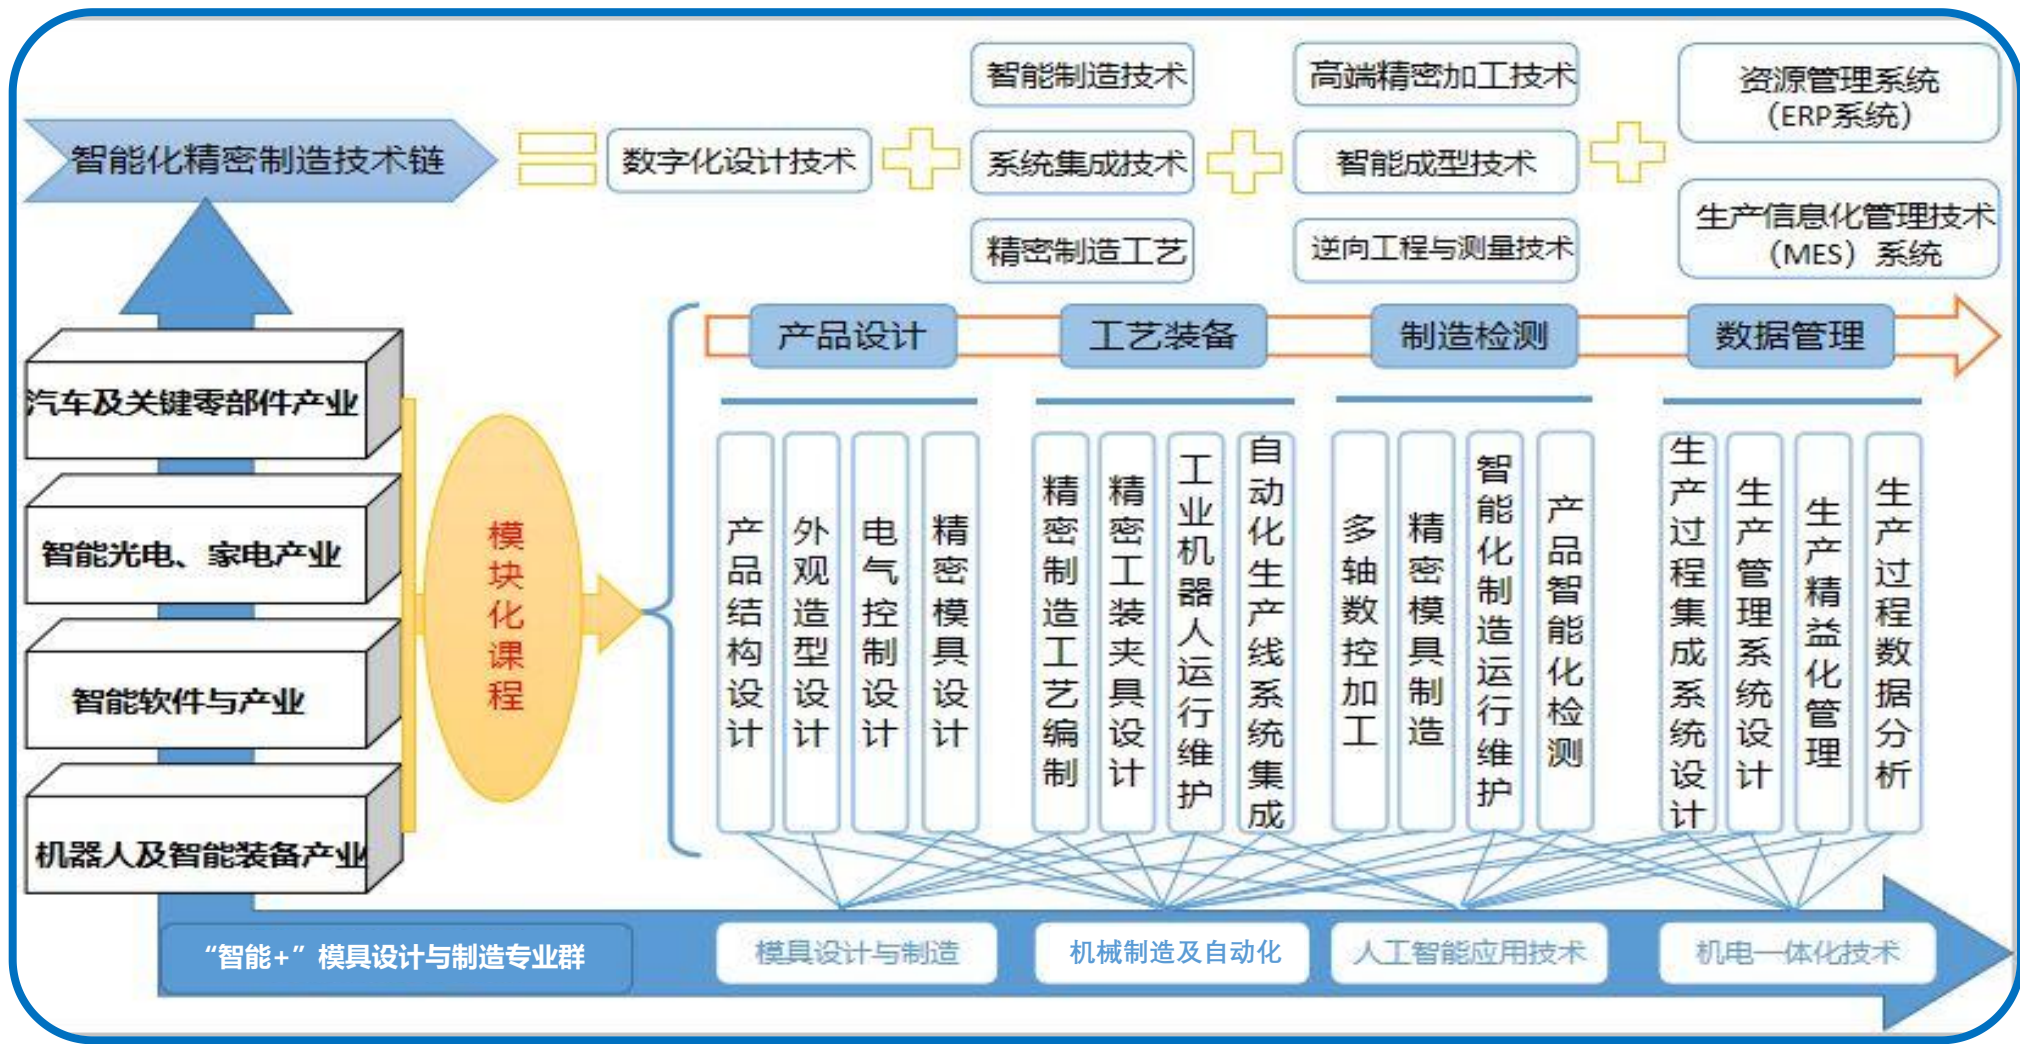 智能制造技术
高端精密加工技术
资源管理系统
（ERP系统）
智能化精密制造技术链
数字化设计技术
系统集成技术
智能成型技术
精密制造工艺
逆向工程与测量技术
生产信息化管理技术
（MES）系统
产品设计
工艺装备
制造检测
数据管理
汽车及关键零部件产业
智能光电、家电产业
智能软件与产业
机器人及智能装备产业
模块化课程
产品结构设计
外观造型设计
电气控制设计
精密模具设计
精密制造工艺编制
精密工装夹具设计
工业机器人运行维护
自动化生产线系统集成
多轴数控加工
精密模具制造
智能化制造运行维护
产品智能化检测
生产过程集成系统设计
生产管理系统设计
生产精益化管理
生产过程数据分析
“智能+”模具设计与制造专业群
模具设计与制造
机械制造及自动化
人工智能应用技术
机电一体化技术